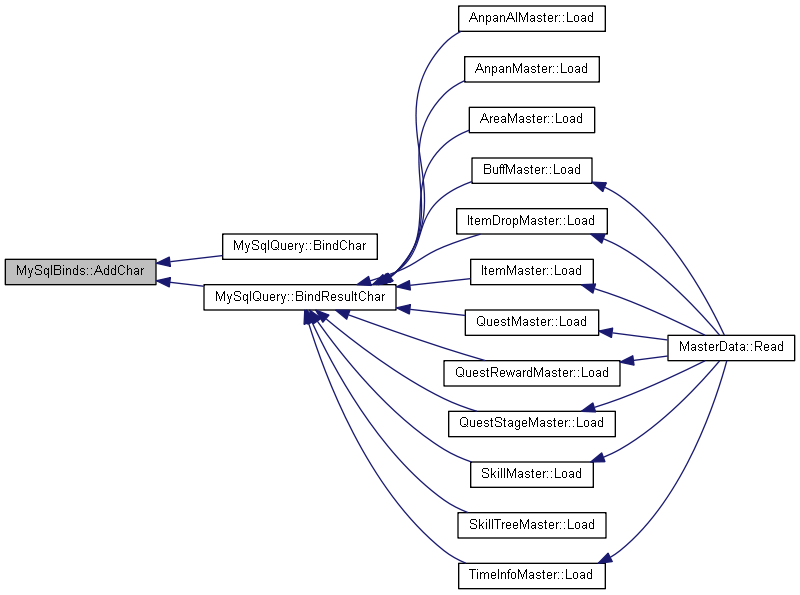 AnpanAIMaster::Load
AnpanMaster::Load
AreaMaster::Load
BuffMaster::Load
ItemDropMaster::Load
MySqlQuery::BindChar
MySqlBinds::AddChar
ItemMaster::Load
MySqlQuery::BindResultChar
QuestMaster::Load
MasterData::Read
QuestRewardMaster::Load
QuestStageMaster::Load
SkillMaster::Load
SkillTreeMaster::Load
TimeInfoMaster::Load